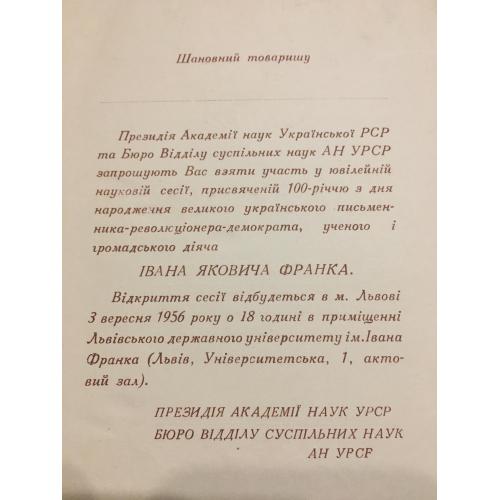 Шановний товаришу
Президія Академії наук Української РСР
та Бюро Відділу суспільних наук АН УРСР
запрошують Вас взяти участь у ювілейній
науковій сесії, присвяченій 100-річчю з дня
народження великого українського письмен-
ника-революціонера-демократа, ученого і
громадського діяча
ІВАНА ЯКОВИЧА ФРАНКА.
Відкриття сесії відбудеться в м. Львові
3 вересня 1956 року о 18 годині в приміщенні
Львівського державного університету ім.Івана
Франка (Львів, Університетська, 1, акто-
вий зал).
ПРЕЗИДІЯ АКАДЕМІЇ НАУК УРСР
БЮРО ВІДДІЛУ СУСПІЛЬНИХ НАУК
АН УРСР